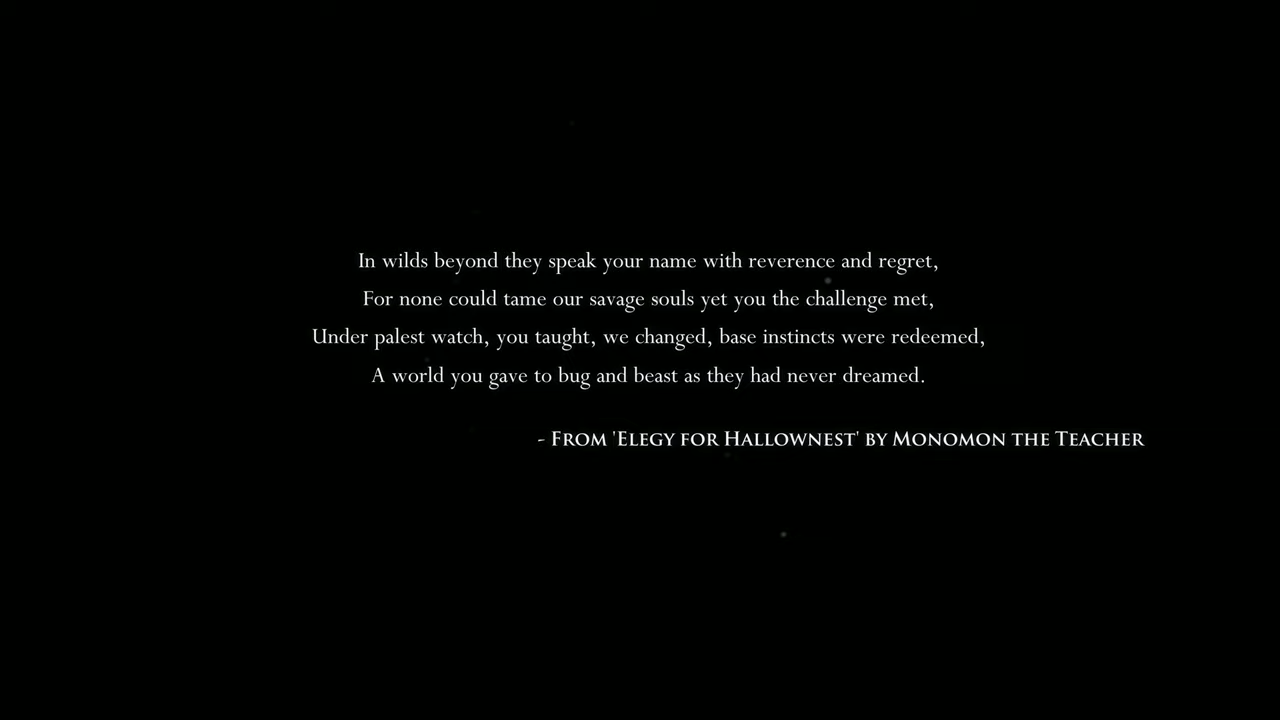 In wilds beyond they speak your name with reverence and regret,
For none could tame our savage souls yet you the challenge met,
Under palest watch, you taught, we changed, base instincts were redeemed,
A world you gave to bug and beast as they had never dreamed.
- From 'Elegy for Hallownest' by Monomon the Teacher